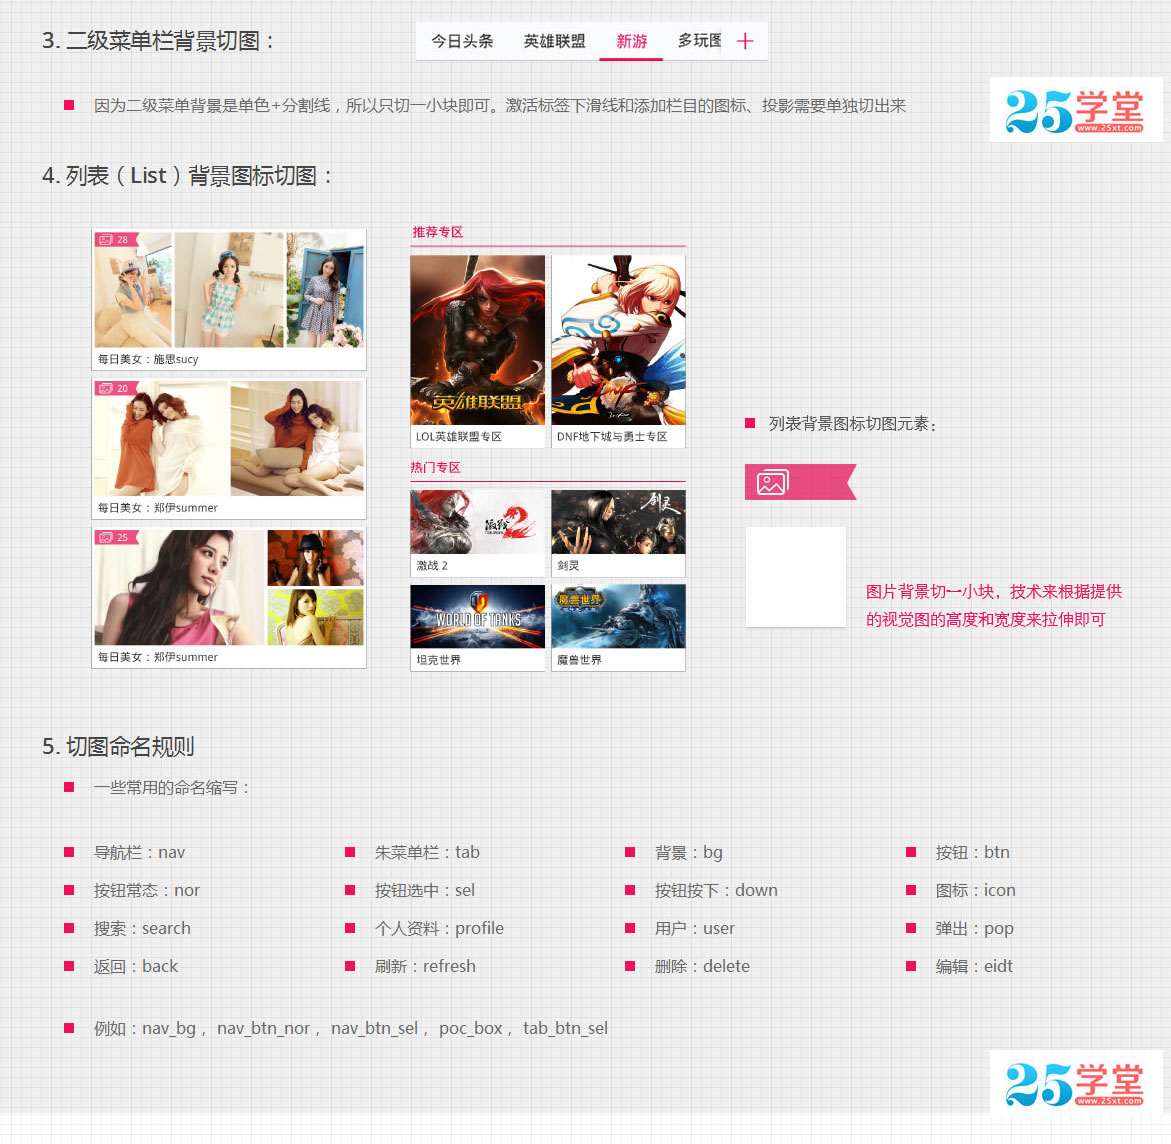 3. 二级菜单栏背景切图：
今日头条 英雄联盟 新游 多玩图
因为二级菜单背景是单色+分割线，所以只切一小块即可。激活标签下滑线和添加栏目的图标、投影需要单独切出来
25学堂
www.25xt.com
4. 列表（List）背景图标切图：
28
每日美女：施思sucy
20
每日美女：郑伊summer
25
每日美女：郑伊summer
推荐专区
英雄联盟
LOL英雄联盟专区
DNF地下城与勇士专区
热门专区
激战2
剑灵
激战 2
剑灵
WORLD OF TANKS
魔兽世界
坦克世界
魔兽世界
列表背景图标切图元素：
图片背景切一小块，技术来根据提供
的视觉图的高度和宽度来拉伸即可
5. 切图命名规则
一些常用的命名缩写：
导航栏：nav 朱菜单栏：tab 背景：bg 按钮：btn
按钮常态：nor 按钮选中：sel 按钮按下：down 图标：icon
搜索：search 个人资料：profile 用户：user 弹出：pop
返回：back 刷新：refresh 删除：delete 编辑：eidt
例如：nav_bg， nav_btn_nor， nav_btn_sel， poc_box， tab_btn_sel
25学堂
www.25xt.com